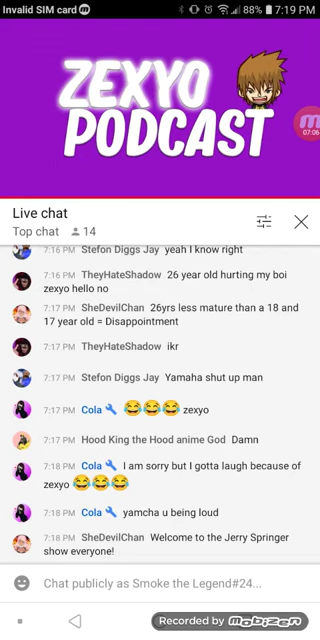 Invalid SIM card 88% 7:19 PM
ZEXYO
PODCAST
07:06
Live chat
Top chat 14
7:16 PM Stefon Diggs Jay yeah I know right
7:16 PM TheyHateShadow 26 year old hurting my boi
zexyo hello no
7:17 PM SheDevilChan 26yrs less mature than a 18 and
17 year old = Disappointment
7:17 PM TheyHateShadow ikr
7:17 PM Stefon Diggs Jay Yamaha shut up man
7:17 PM Cola 😂😂😂 zexyo
7:17 PM Hood King the Hood anime God Damn
7:18 PM Cola I am sorry but I gotta laugh because of
zexyo 😂😂😂
7:18 PM Cola yamcha u being loud
7:18 PM SheDevilChan Welcome to the Jerry Springer
show everyone!
Chat publicly as Smoke the Legend#24...
Recorded by mobizen